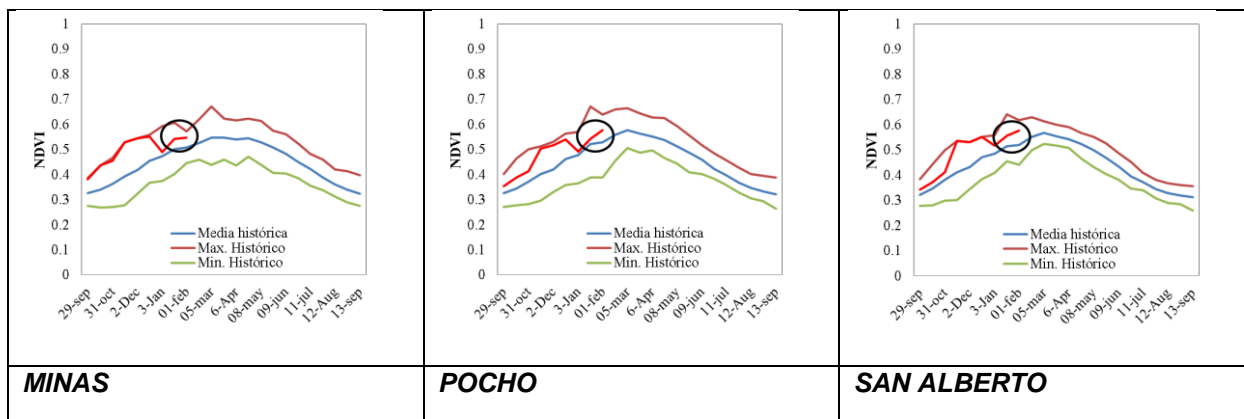 1
0.9
0.8
0.7
0.6
0.5
0.4
0.3
0.2
0.1
0
NDVI
Media histórica
Max. Histórico
Min. Histórico
29-sep
31-oct
2-Dec
3-Jan
01-feb
05-mar
6-Apr
08-may
09-jun
11-jul
12-Aug
13-sep
MINAS
1
0.9
0.8
0.7
0.6
0.5
0.4
0.3
0.2
0.1
0
NDVI
Media histórica
Max. Histórico
Min. Histórico
29-sep
31-oct
2-Dec
3-Jan
01-feb
05-mar
6-Apr
08-may
09-jun
11-jul
12-Aug
13-sep
POCHO
1
0.9
0.8
0.7
0.6
0.5
0.4
0.3
0.2
0.1
0
NDVI
Media histórica
Max. Histórico
Min. Histórico
29-sep
31-oct
2-Dec
3-Jan
01-feb
05-mar
6-Apr
08-may
09-jun
11-jul
12-Aug
13-sep
SAN ALBERTO